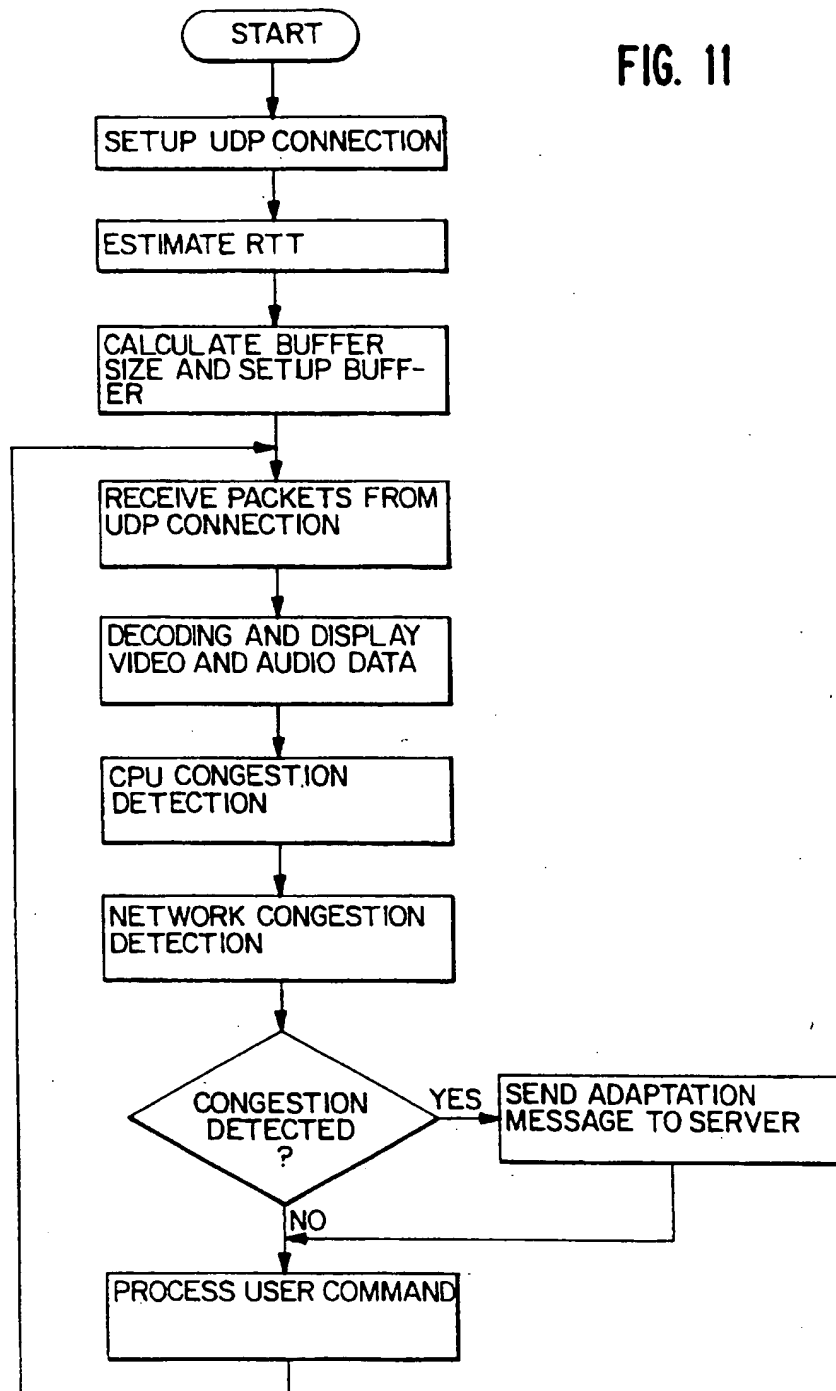 START
FIG. 11
SETUP UDP CONNECTION
ESTIMATE RTT
CALCULATE BUFFER
SIZE AND SETUP BUFF-
ER
RECEIVE PACKETS FROM
UDP CONNECTION
DECODING AND DISPLAY
VIDEO AND AUDIO DATA
CPU CONGESTION
DETECTION
NETWORK CONGESTION
DETECTION
CONGESTION
DETECTED
?
YES
SEND ADAPTATION
MESSAGE TO SERVER
NO
PROCESS USER COMMAND